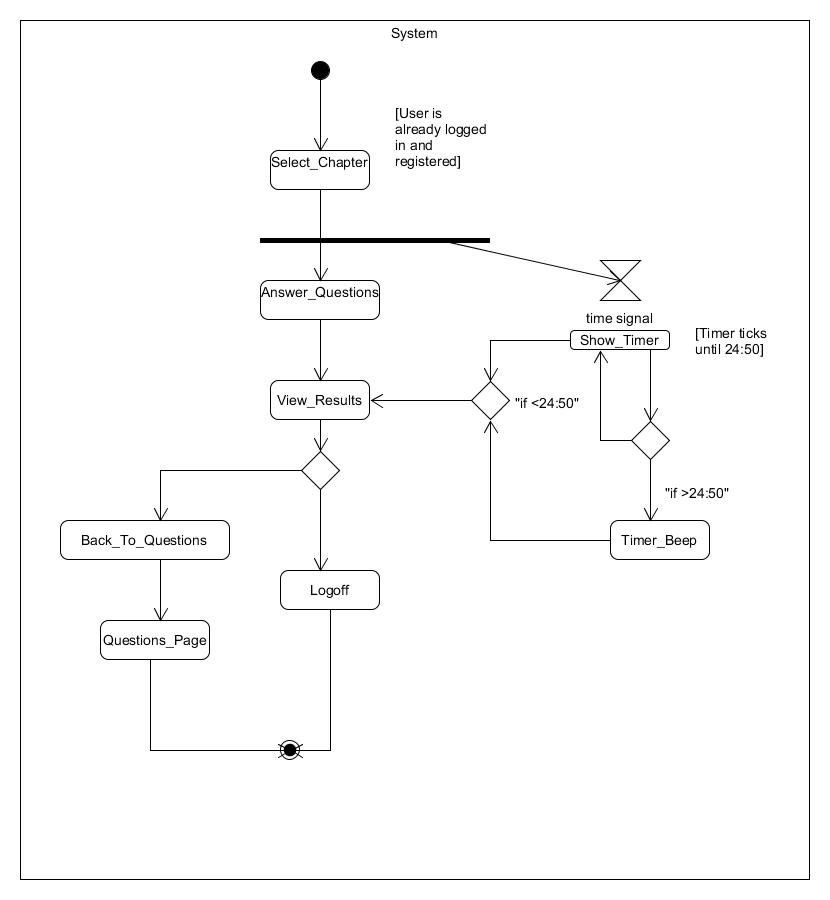 System
[User is
already logged
in and
registered]
Select_Chapter
Answer_Questions
time signal
Show_Timer
[Timer ticks
until 24:50]
View_Results
"if <24:50"
"if >24:50"
Back_To_Questions
Timer_Beep
Logoff
Questions_Page